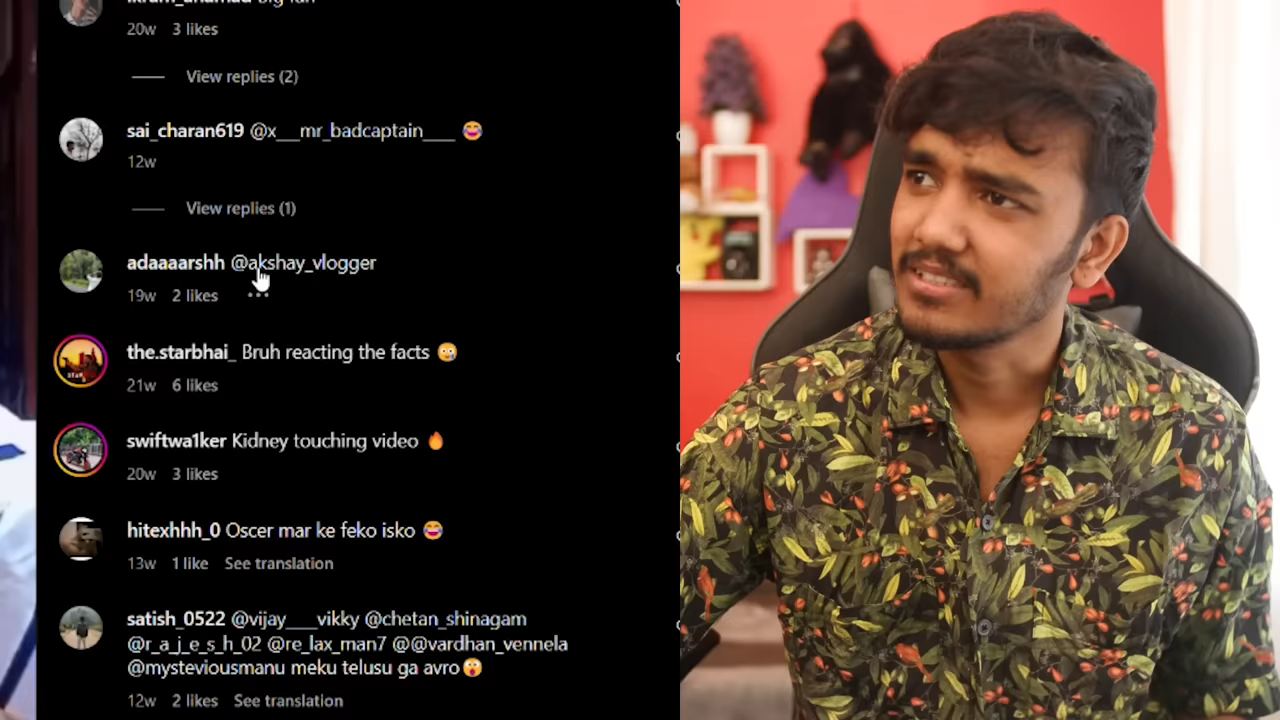 20w 3 likes
View replies (2)
sai_charan619 @x___mr_badcaptain____ 😂
12w
View replies (1)
adaaaarshh @akshay_vlogger
19w 2 likes ...
the.starbhai_ Bruh reacting the facts 🥲
21w 6 likes
swiftwa1ker Kidney touching video 🔥
20w 3 likes
hitexhhh_0 Oscer mar ke feko isko 😂
13w 1 like See translation
satish_0522 @vijay___vikky @chetan_shinagam
@r_a_j_e_s_h_02 @re_lax_man7 @@vardhan_vennela
@mysteviousmanu meku telusu ga avro😲
12w 2 likes See translation